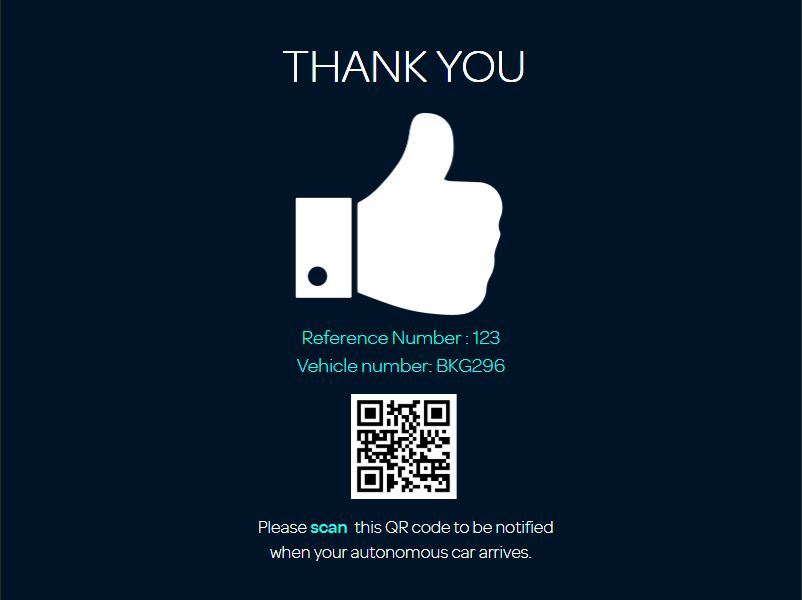 THANK YOU
Reference Number : 123
Vehicle number: BKG296
Please scan this QR code to be notified
when your autonomous car arrives.